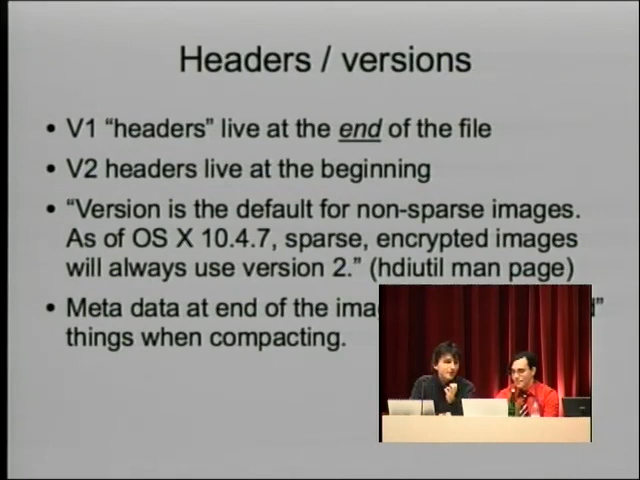 Headers / versions
• V1 “headers” live at the end of the file
• V2 headers live at the beginning
• “Version is the default for non-sparse images.
As of OS X 10.4.7, sparse, encrypted images
will always use version 2.” (hdiutil man page)
• Meta data at end of the
things when compacting.